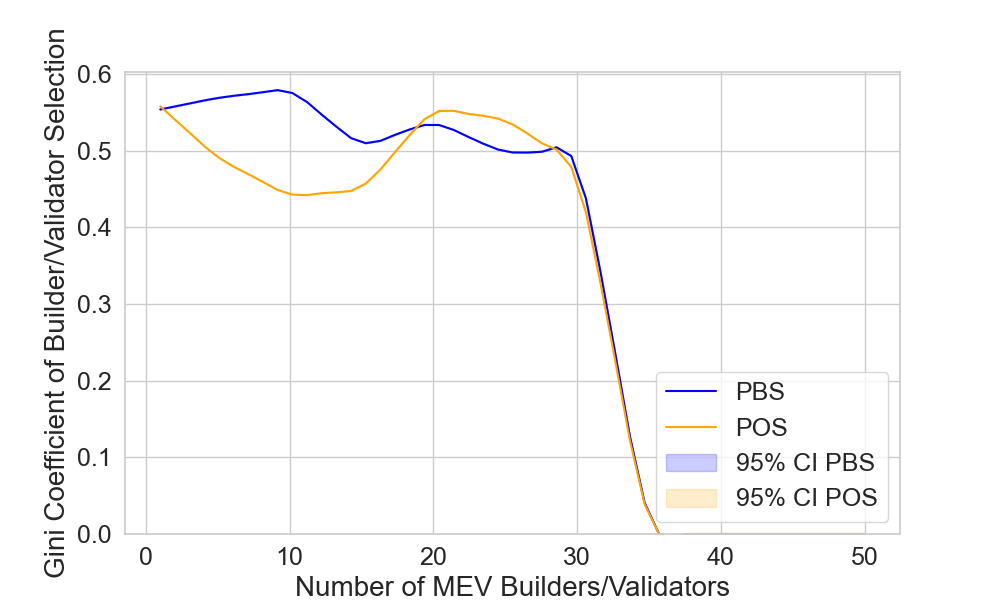 Gini Coefficient of Builder/Validator Selection
0.6
0.5
0.4
0.3
0.2
0.1
0.0
0 10 20 30 40 50
Number of MEV Builders/Validators
PBS
POS
95% CI PBS
95% CI POS